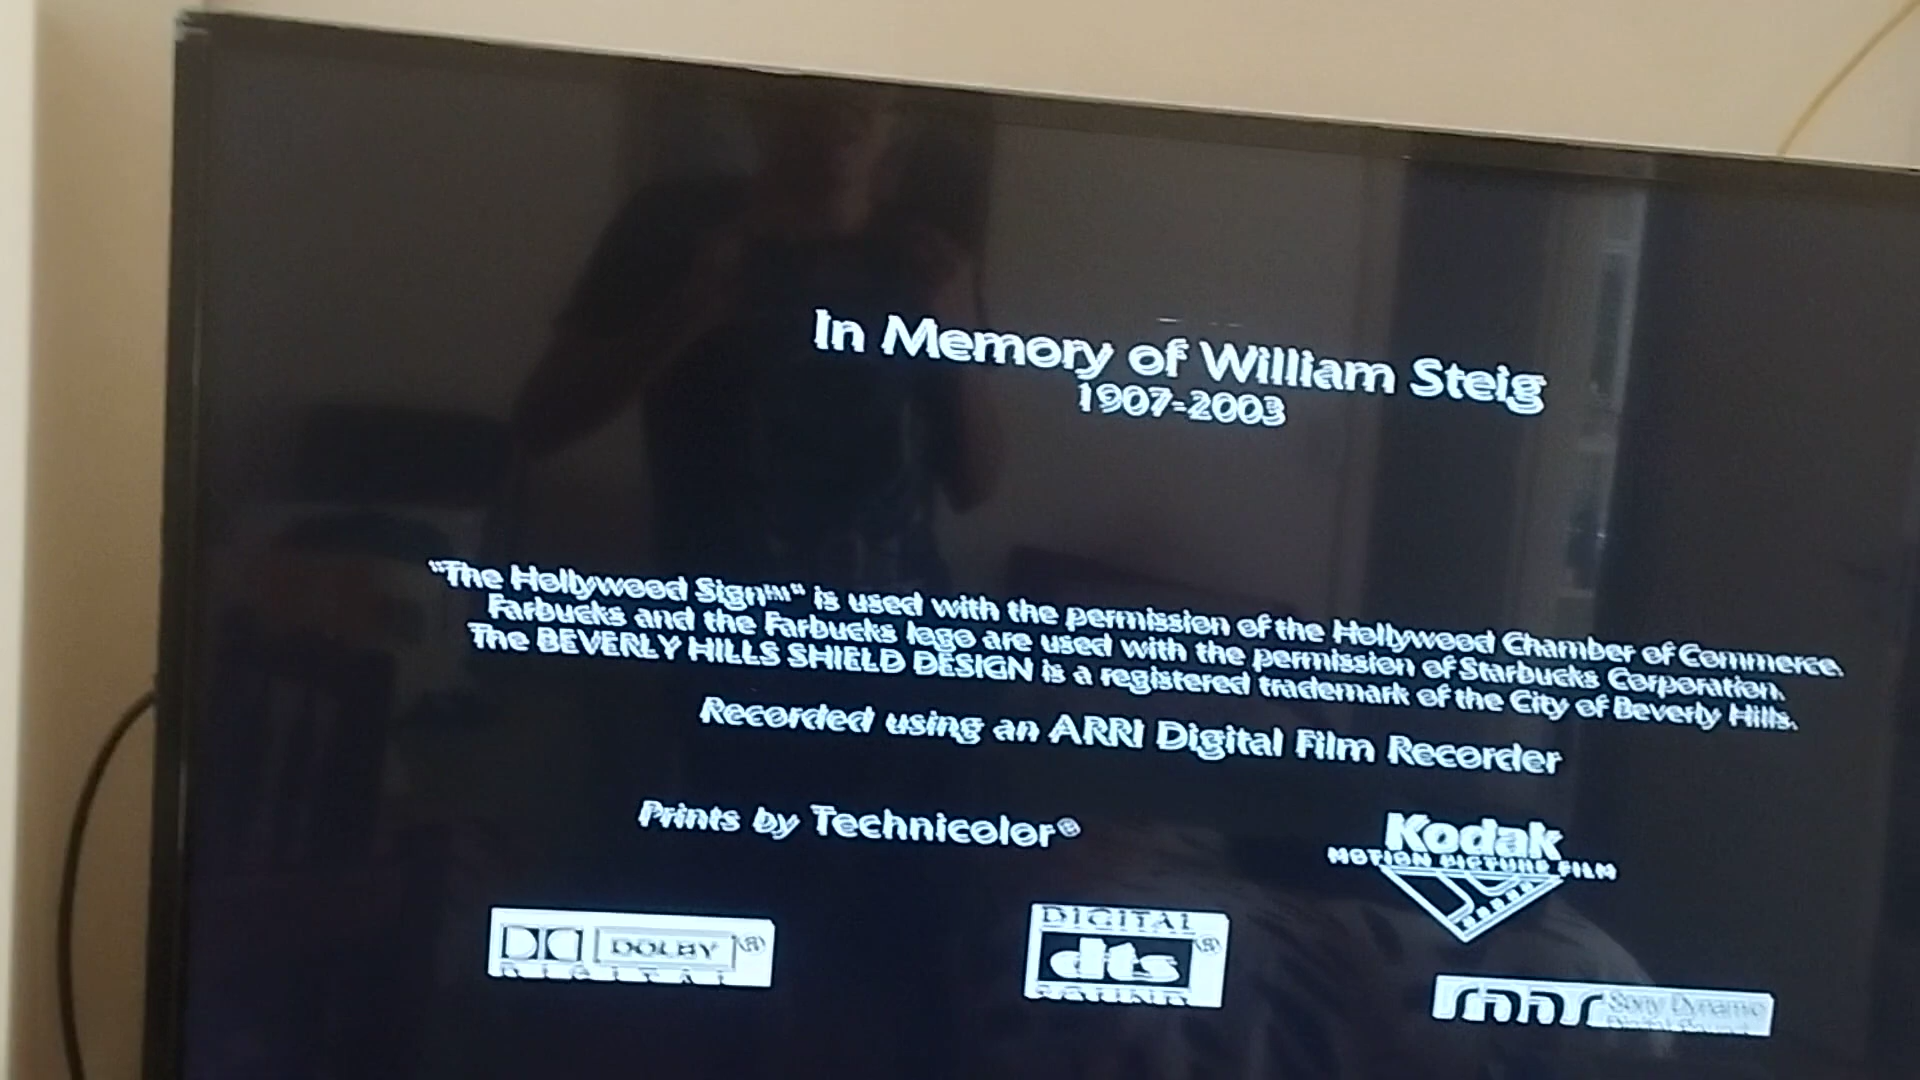 In Memory of William Steig
1907-2003
"The Hollywood Sign™" is used with the permission of the Hollywood Chamber of Commerce.
Farbucks and the Farbucks logo are used with the permission of Starbucks Corporation.
The BEVERLY HILLS SHIELD DESIGN is a registered trademark of the City of Beverly Hills.
Recorded using an ARRI Digital Film Recorder
Prints by Technicolor®
Kodak
MOTION PICTURE FILM
DOLBY ®
DIGITAL
DIGITAL
dts ®
Sony Dynamic